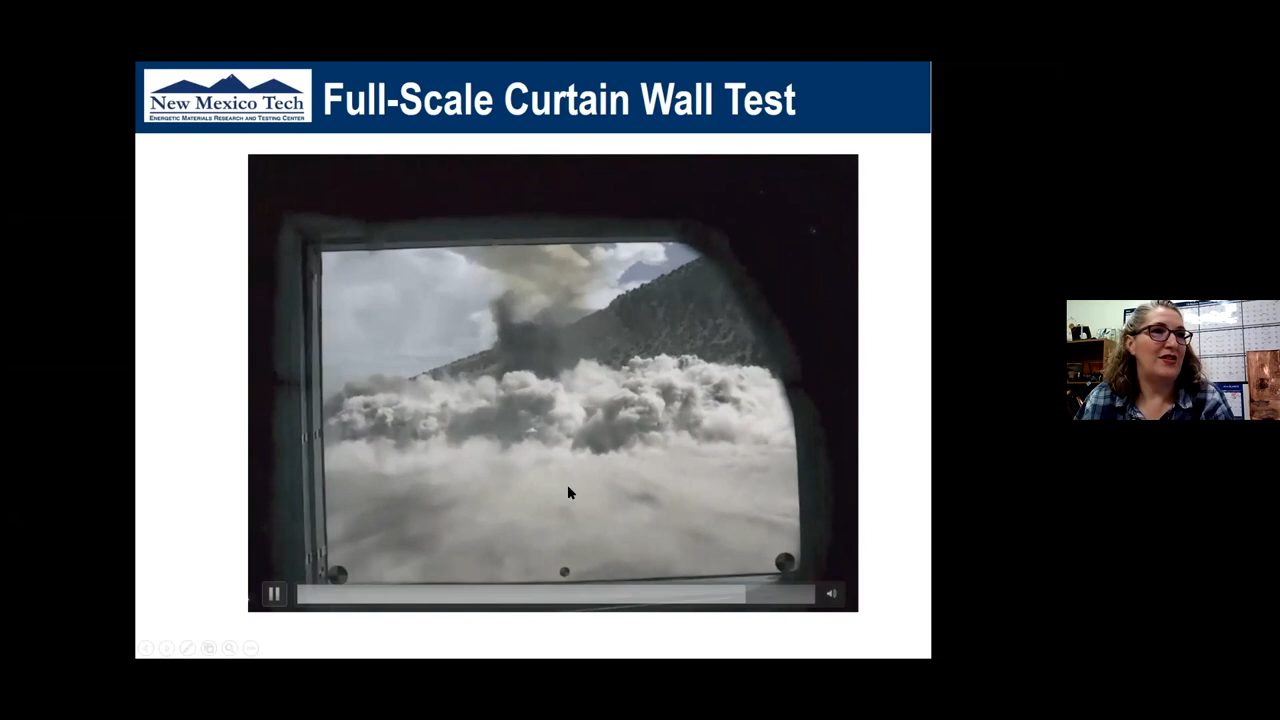 New Mexico Tech
ENERGETIC MATERIALS RESEARCH AND TESTING CENTER
Full-Scale Curtain Wall Test